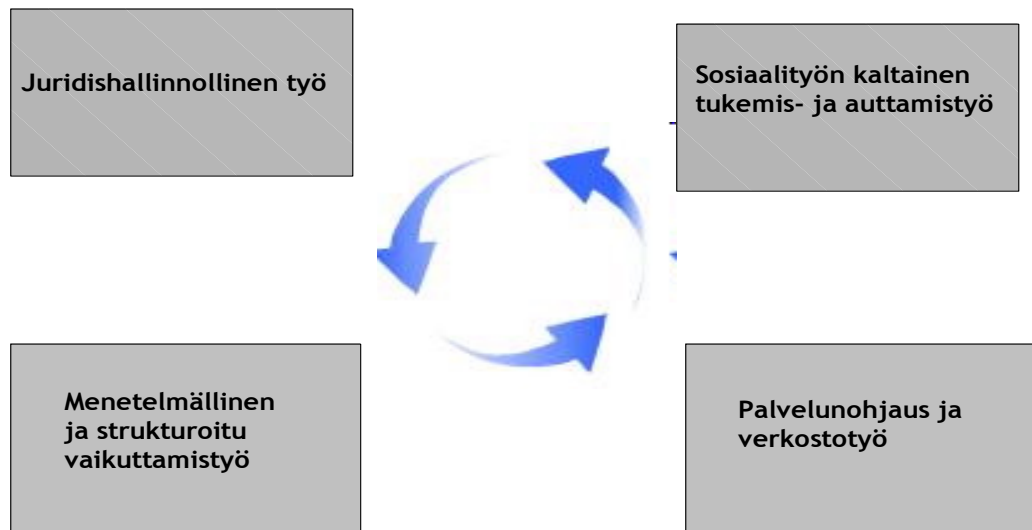 Juridishallinnollinen työ
Sosiaalityön kaltainen
tukemis- ja auttamistyö
Menetelmällinen
ja strukturoitu
vaikuttamistyö
Palvelunohjaus ja
verkostotyö